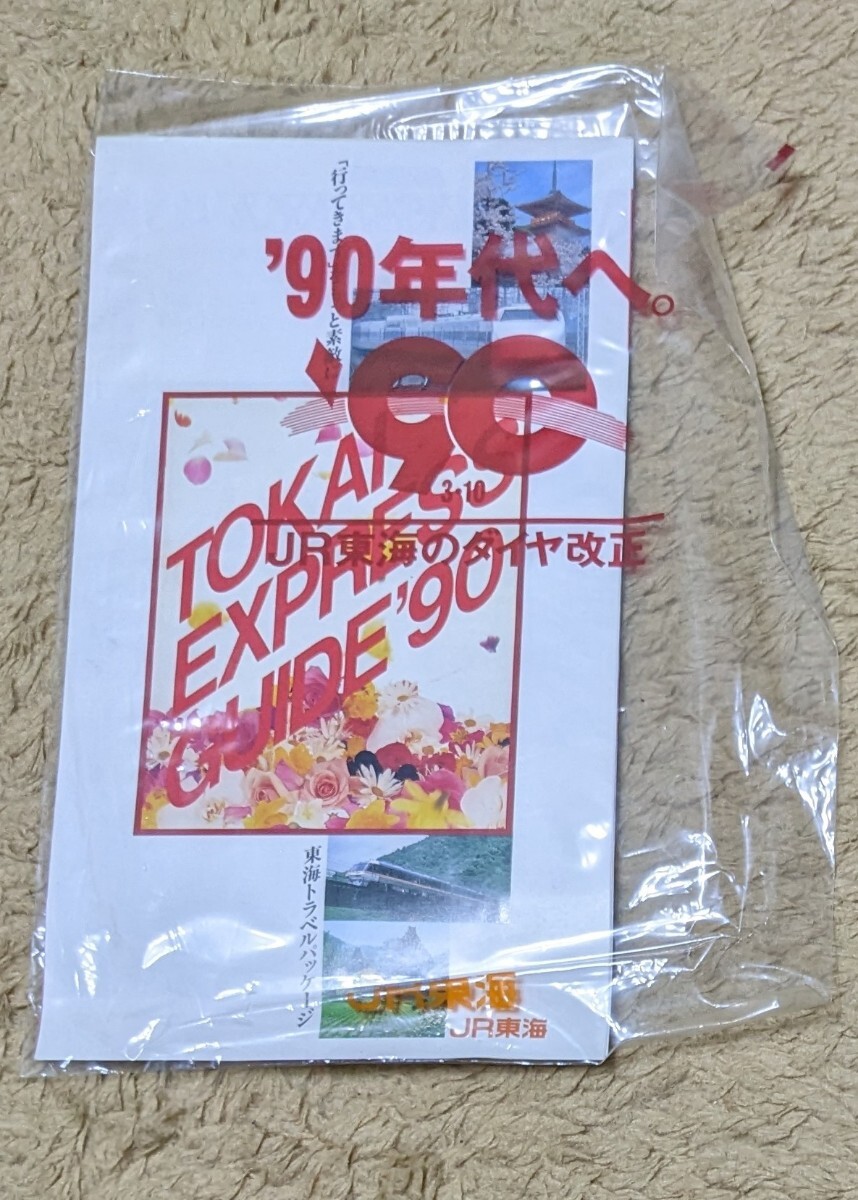 '90年代へ。
'90
3・10
JR東海のダイヤ改正
TOKAI
EXPRESS
GUIDE '90
東海トラベルパッケージ
JR東海
JR東海